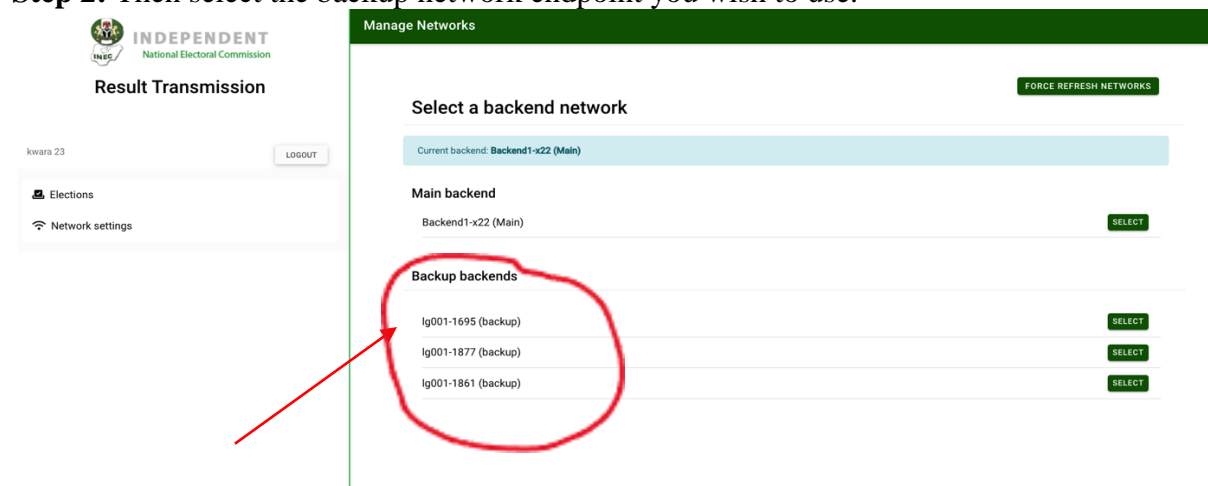 Step 2: Then select the backup network endpoint you wish to use.
INDEPENDENT
National Electoral Commission
INEC
Result Transmission
kwara 23
LOGOUT
Elections
Network settings
Manage Networks
FORCE REFRESH NETWORKS
Select a backend network
Current backend: Backend1-x22 (Main)
Main backend
Backend1-x22 (Main)
SELECT
Backup backends
lg001-1695 (backup)
SELECT
lg001-1877 (backup)
SELECT
lg001-1861 (backup)
SELECT